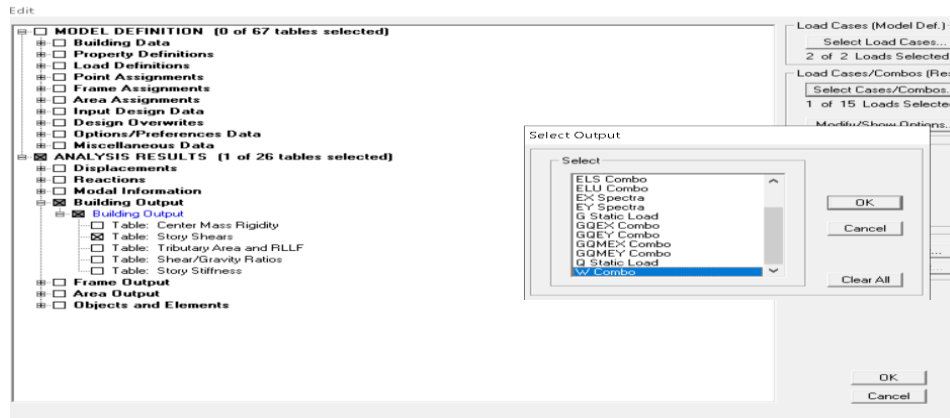 Edit
MODEL DEFINITION (0 of 67 tables selected)
Building Data
Property Definitions
Load Definitions
Point Assignments
Frame Assignments
Area Assignments
Input Design Data
Design Overwrites
Options/Preferences Data
Miscellaneous Data
ANALYSIS RESULTS (1 of 26 tables selected)
Displacements
Reactions
Modal Information
Building Output
Building Output
Table: Center Mass Rigidity
Table: Story Shears
Table: Tributary Area and RLLF
Table: Shear/Gravity Ratios
Table: Story Stiffness
Frame Output
Area Output
Objects and Elements
Load Cases (Model Def.)
Select Load Cases...
2 of 2 Loads Selected
Load Cases/Combos (Res
Select Cases/Combos.
1 of 15 Loads Selecte
Modify/Show Options..
Select Output
Select
ELS Combo
ELU Combo
EX Spectra
EY Spectra
G Static Load
GQEX Combo
GQEY Combo
GQMEX Combo
GQMEY Combo
Q Static Load
W Combo
OK
Cancel
Clear All
OK
Cancel